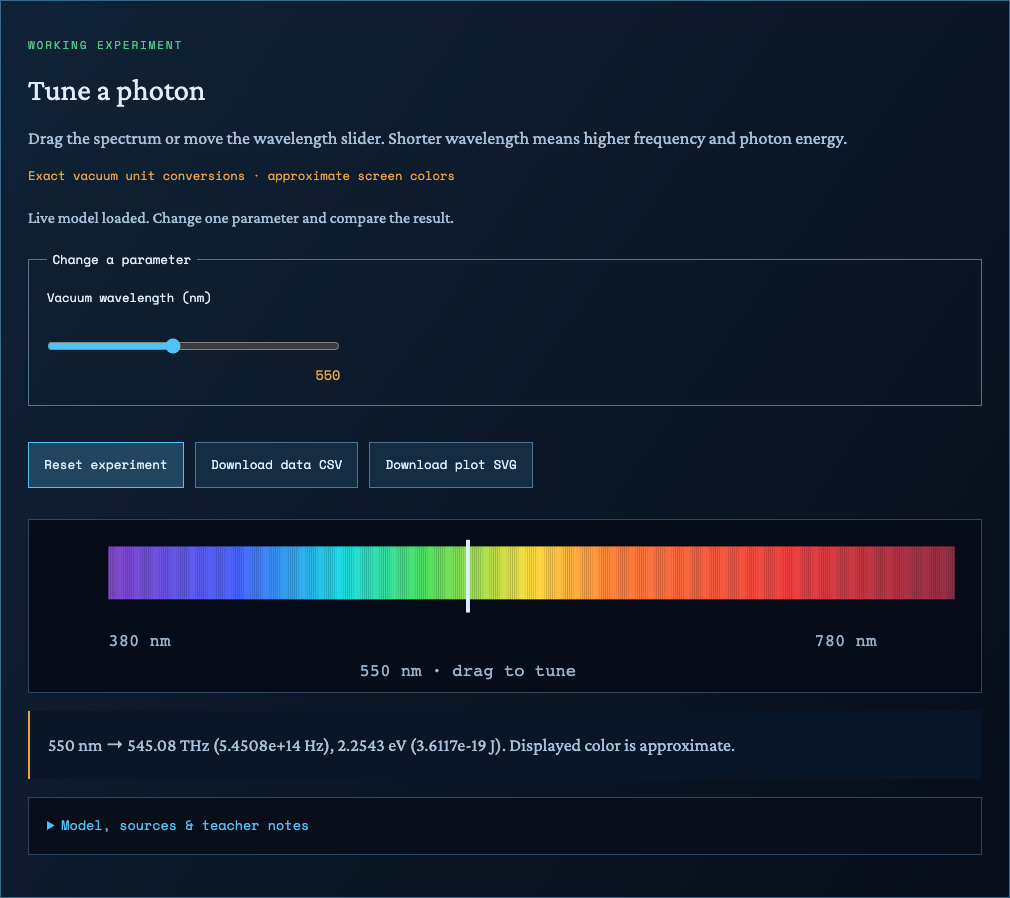 WORKING EXPERIMENT
Tune a photon
Drag the spectrum or move the wavelength slider. Shorter wavelength means higher frequency and photon energy.
Exact vacuum unit conversions · approximate screen colors
Live model loaded. Change one parameter and compare the result.
Change a parameter
Vacuum wavelength (nm)
550
Reset experiment Download data CSV Download plot SVG
380 nm 780 nm
550 nm · drag to tune
550 nm → 545.08 THz (5.4508e+14 Hz), 2.2543 eV (3.6117e-19 J). Displayed color is approximate.
▶ Model, sources & teacher notes